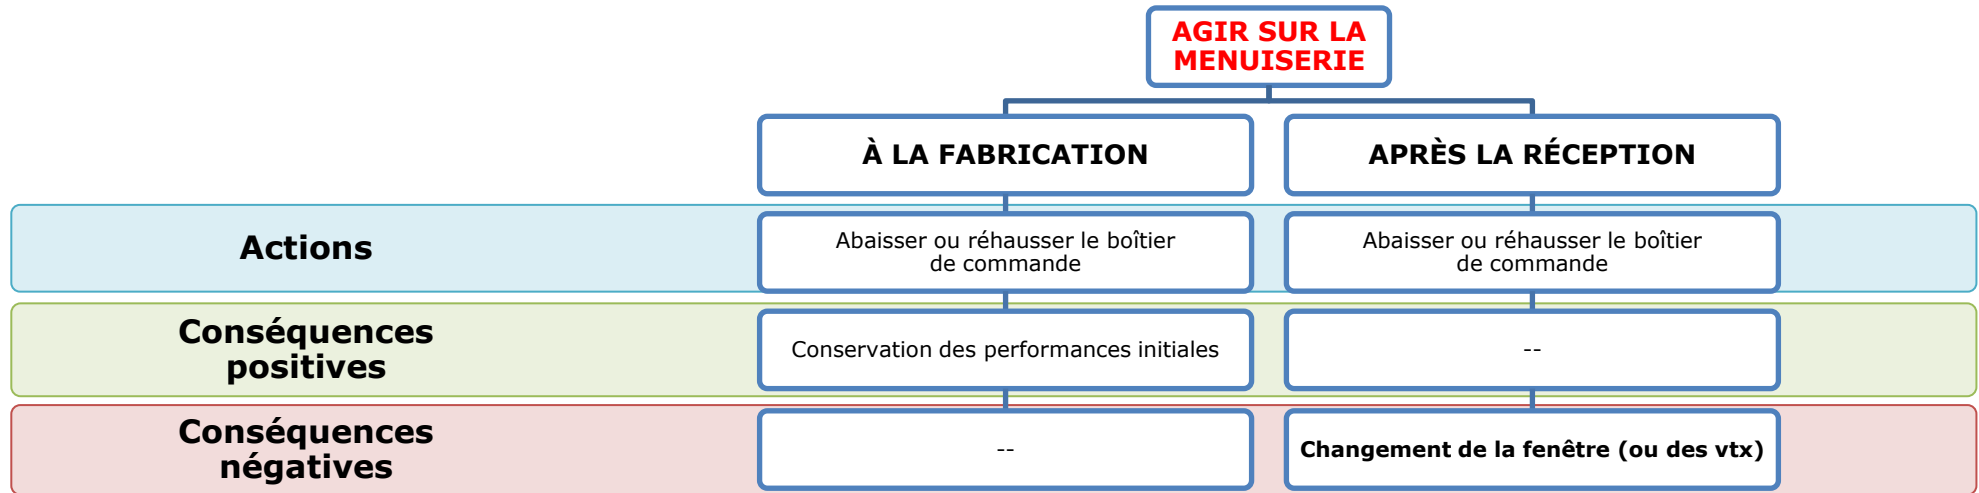 AGIR SUR LA
MENUISERIE
À LA FABRICATION
APRÈS LA RÉCEPTION
Actions
Abaisser ou réhausser le boîtier
de commande
Abaisser ou réhausser le boîtier
de commande
Conséquences
positives
Conservation des performances initiales
--
Conséquences
négatives
--
Changement de la fenêtre (ou des vtx)